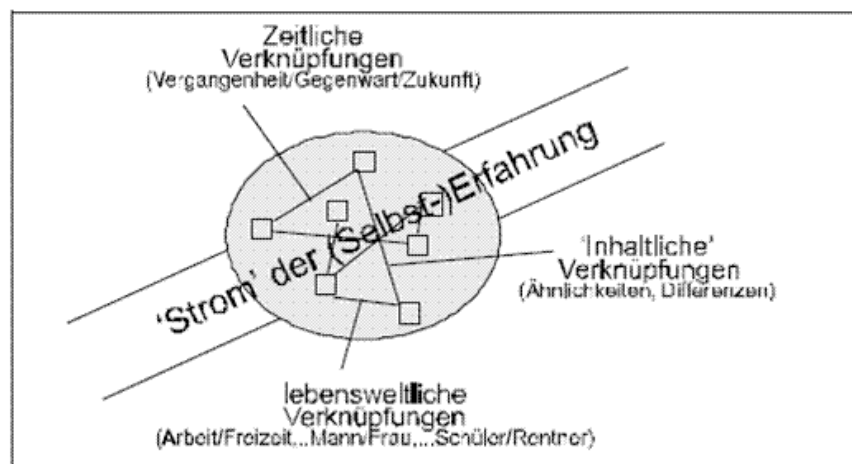 Zeitliche
Verknüpfungen
(Vergangenheit/Gegenwart/Zukunft)
'Strom' der (Selbst-)Erfahrung
'Inhaltliche'
Verknüpfungen
(Ähnlichkeiten, Differenzen)
lebensweltliche
Verknüpfungen
(Arbeit/Freizeit...Mann/Frau,...Schüler/Rentner)